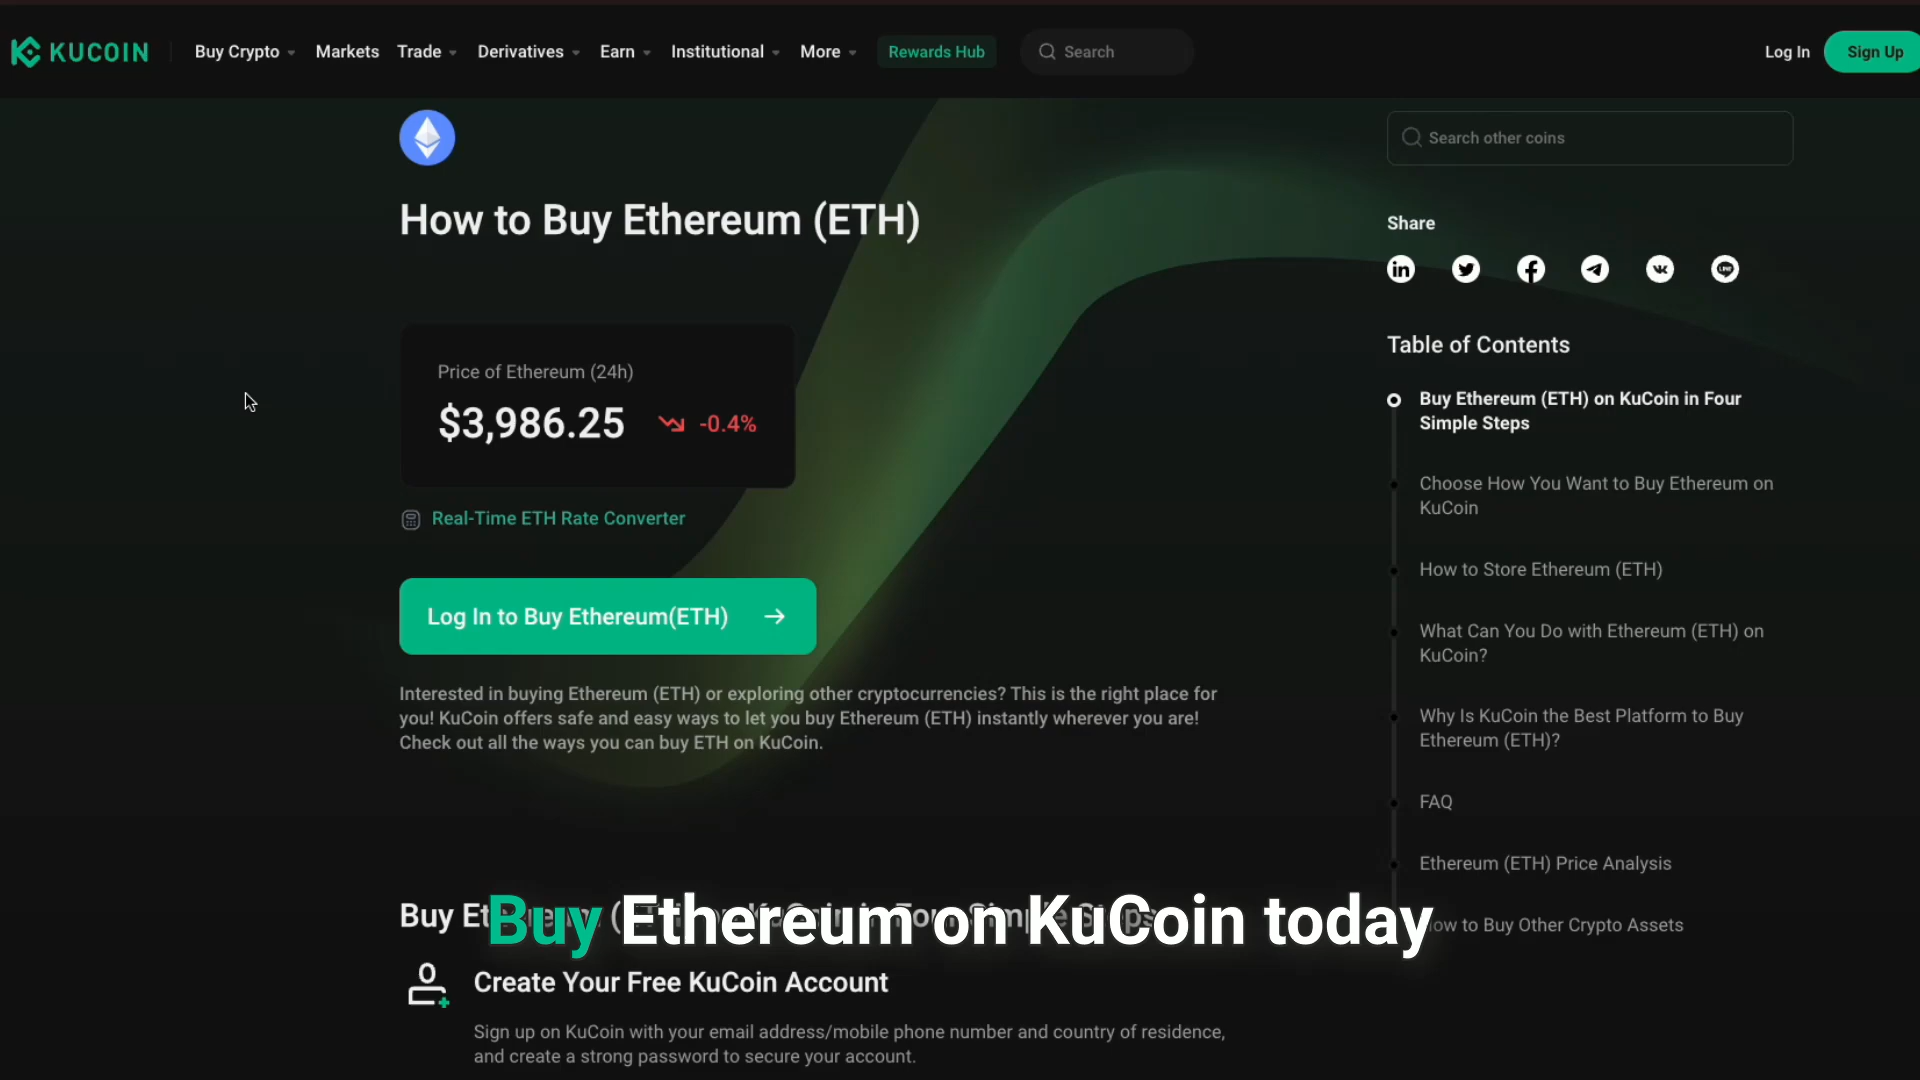 KUCOIN
Buy Crypto
Markets
Trade
Derivatives
Earn
Institutional
More
Rewards Hub
Search
Log In
Sign Up
How to Buy Ethereum (ETH)
Price of Ethereum (24h)
$3,986.25
-0.4%
Real-Time ETH Rate Converter
Log In to Buy Ethereum(ETH)
Interested in buying Ethereum (ETH) or exploring other cryptocurrencies? This is the right place for
you! KuCoin offers safe and easy ways to let you buy Ethereum (ETH) instantly wherever you are!
Check out all the ways you can buy ETH on KuCoin.
Search other coins
Share
in
LINE
Table of Contents
Buy Ethereum (ETH) on KuCoin in Four
Simple Steps
Choose How You Want to Buy Ethereum on
KuCoin
How to Store Ethereum (ETH)
What Can You Do with Ethereum (ETH) on
KuCoin?
Why Is KuCoin the Best Platform to Buy
Ethereum (ETH)?
FAQ
Ethereum (ETH) Price Analysis
to Buy Other Crypto Assets
Buy
Buy Ethereum on KuCoin today
Create Your Free KuCoin Account
Sign up on KuCoin with your email address/mobile phone number and country of residence,
and create a strong password to secure your account.